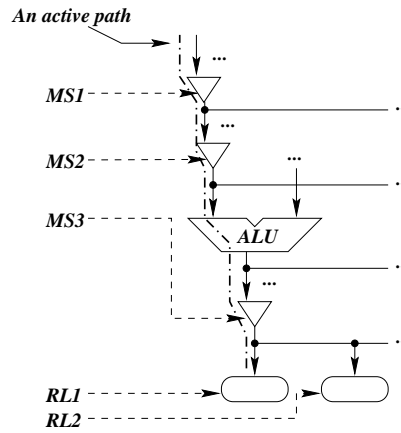 An active path
...
MS1
...
MS2
...
MS3
ALU
...
RL1
RL2